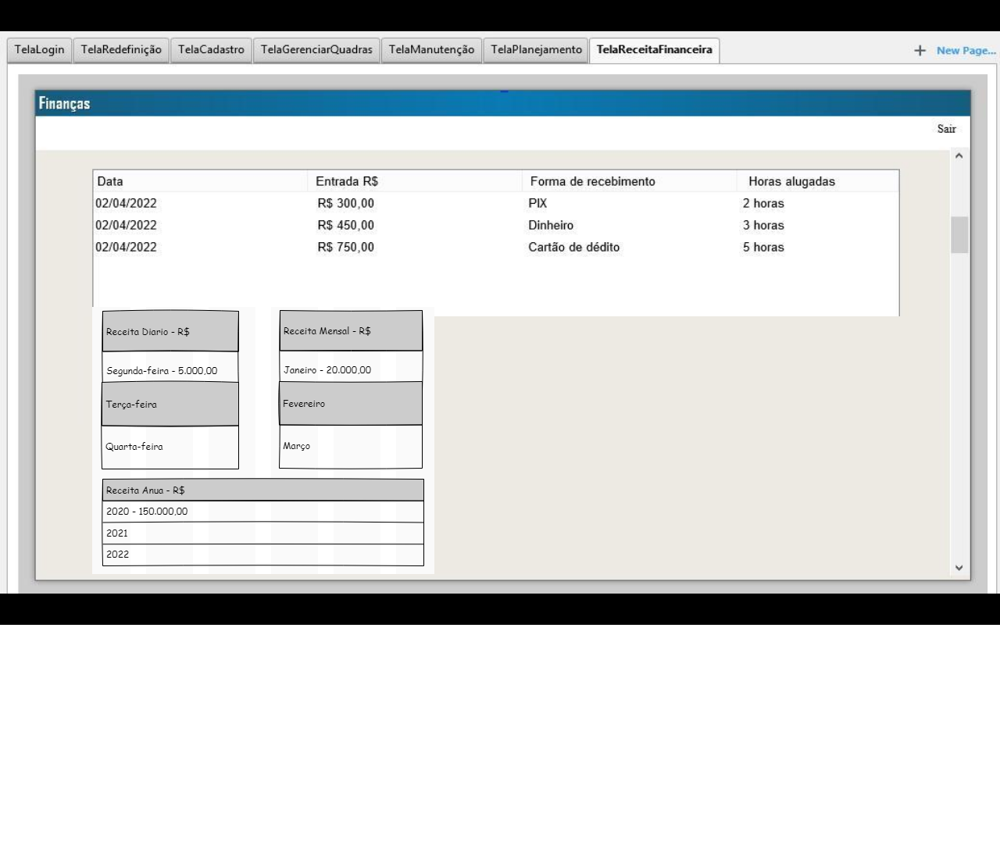 TelaLogin TelaRedefinição TelaCadastro TelaGerenciarQuadras TelaManutenção TelaPlanejamento TelaReceitaFinanceira + New Page...
Finanças
Sair
Data Entrada R$ Forma de recebimento Horas alugadas
02/04/2022 R$ 300,00 PIX 2 horas
02/04/2022 R$ 450,00 Dinheiro 3 horas
02/04/2022 R$ 750,00 Cartão de dédito 5 horas
Receita Diario - R$
Segunda-feira - 5.000,00
Terça-feira
Quarta-feira
Receita Mensal - R$
Janeiro - 20.000,00
Fevereiro
Março
Receita Anua - R$
2020 - 150.000,00
2021
2022